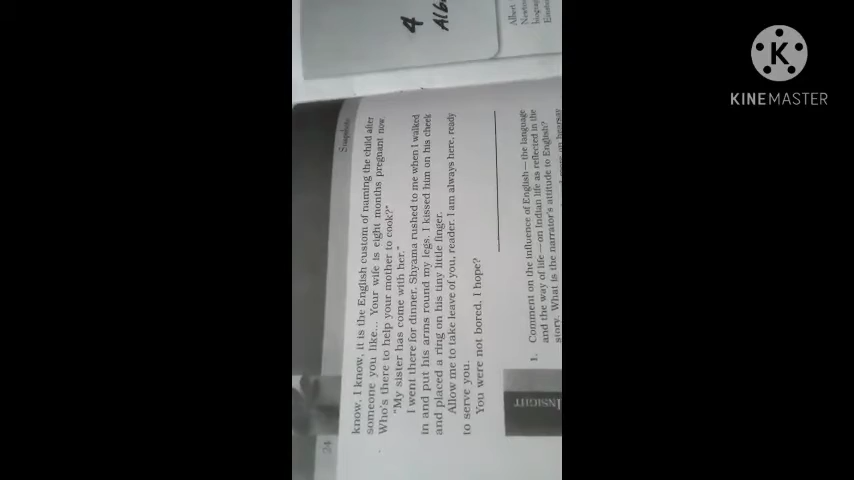 4
Alb
Albert
Newton
biograp
Einste
Snapshots
24
know, I know, it is the English custom of naming the child after
someone you like... Your wife is eight months pregnant now.
Who's there to help your mother to cook?"
"My sister has come with her."
I went there for dinner. Shyama rushed to me when I walked
in and put his arms round my legs. I kissed him on his cheek
and placed a ring on his tiny little finger.
Allow me to take leave of you, reader. I am always here, ready
to serve you.
You were not bored, I hope?
INSIGHT
1. Comment on the influence of English — the language
and the way of life — on Indian life as reflected in the
story. What is the narrator's attitude to English?
hearsay
K
KINEMASTER